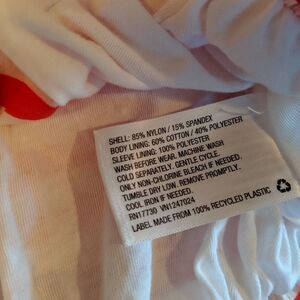 SHELL: 85% NYLON / 15% SPANDEX
BODY LINING: 60% COTTON / 40% POLYESTER
SLEEVE LINING: 100% POLYESTER
WASH BEFORE WEAR. MACHINE WASH
COLD SEPARATELY. GENTLE CYCLE.
ONLY NON-CHLORINE BLEACH IF NEEDED.
TUMBLE DRY LOW. REMOVE PROMPTLY.
COOL IRON IF NEEDED.
RN17730 VN1247024
LABEL MADE FROM 100% RECYCLED PLASTIC